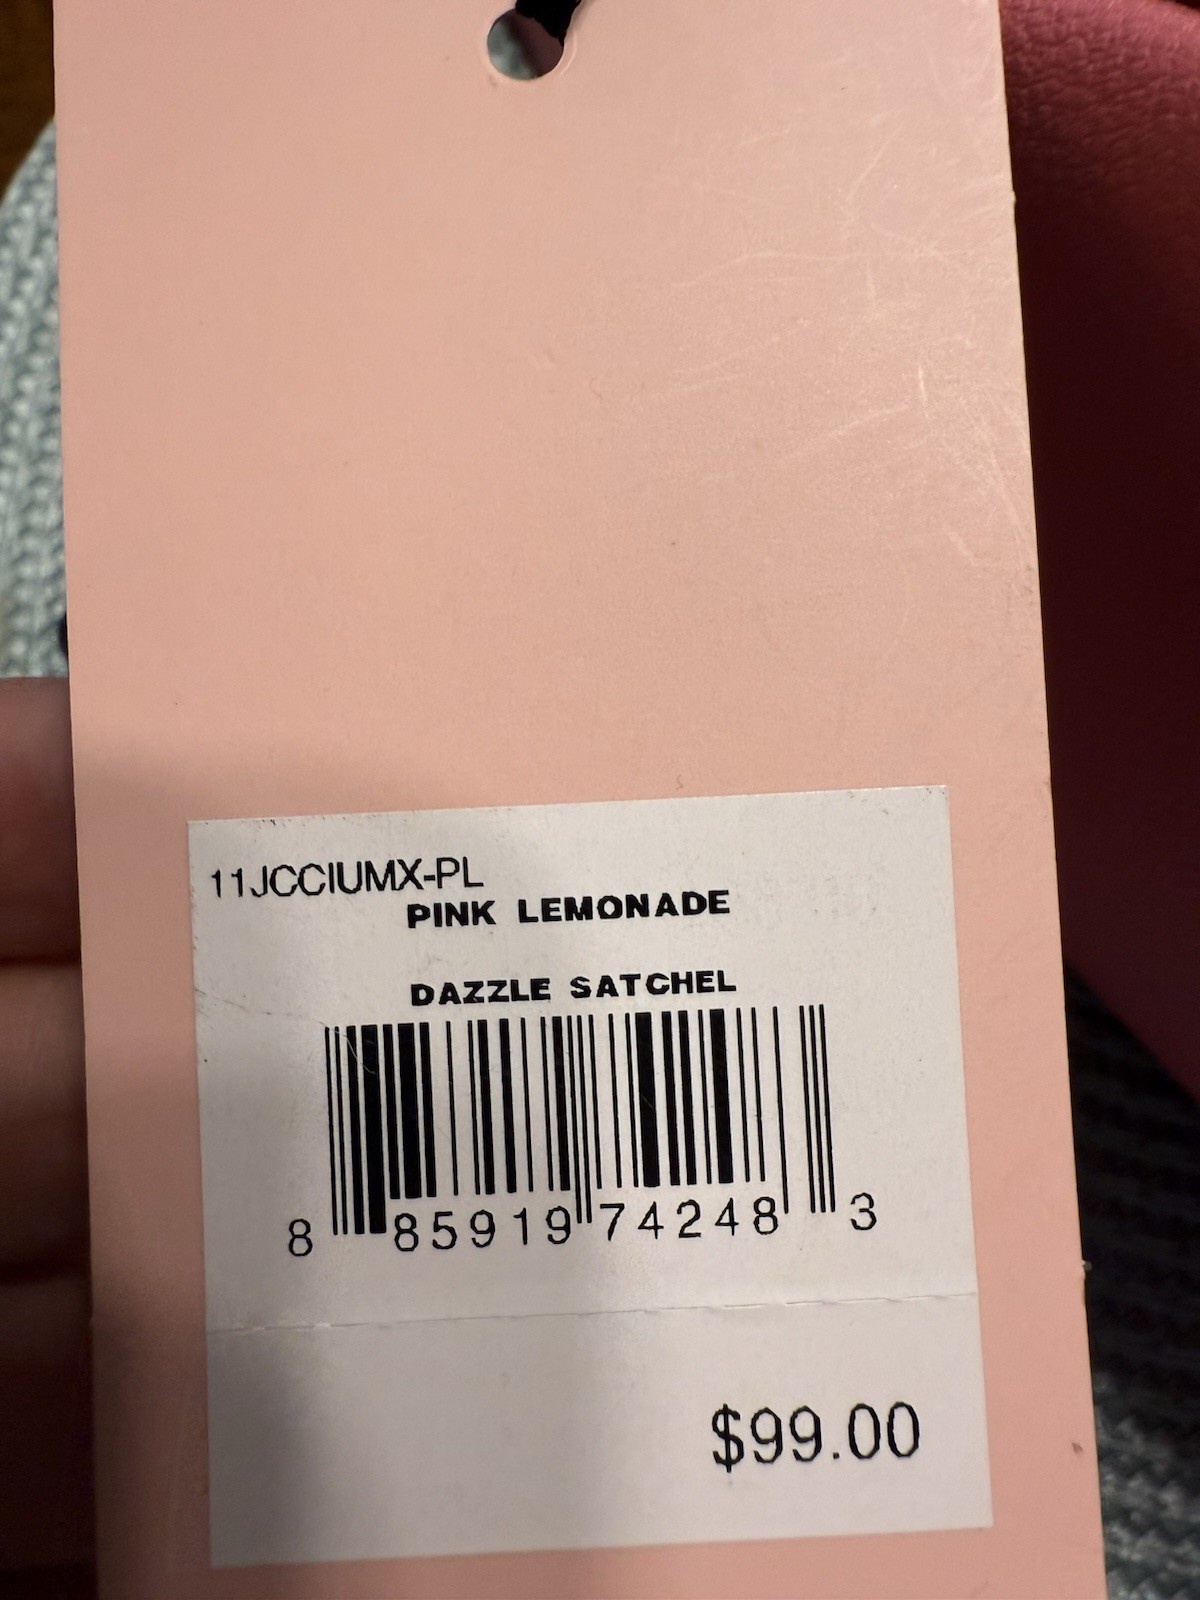 11JCCIUMX-PL
PINK LEMONADE
DAZZLE SATCHEL
8 85919 74248 3
$99.00